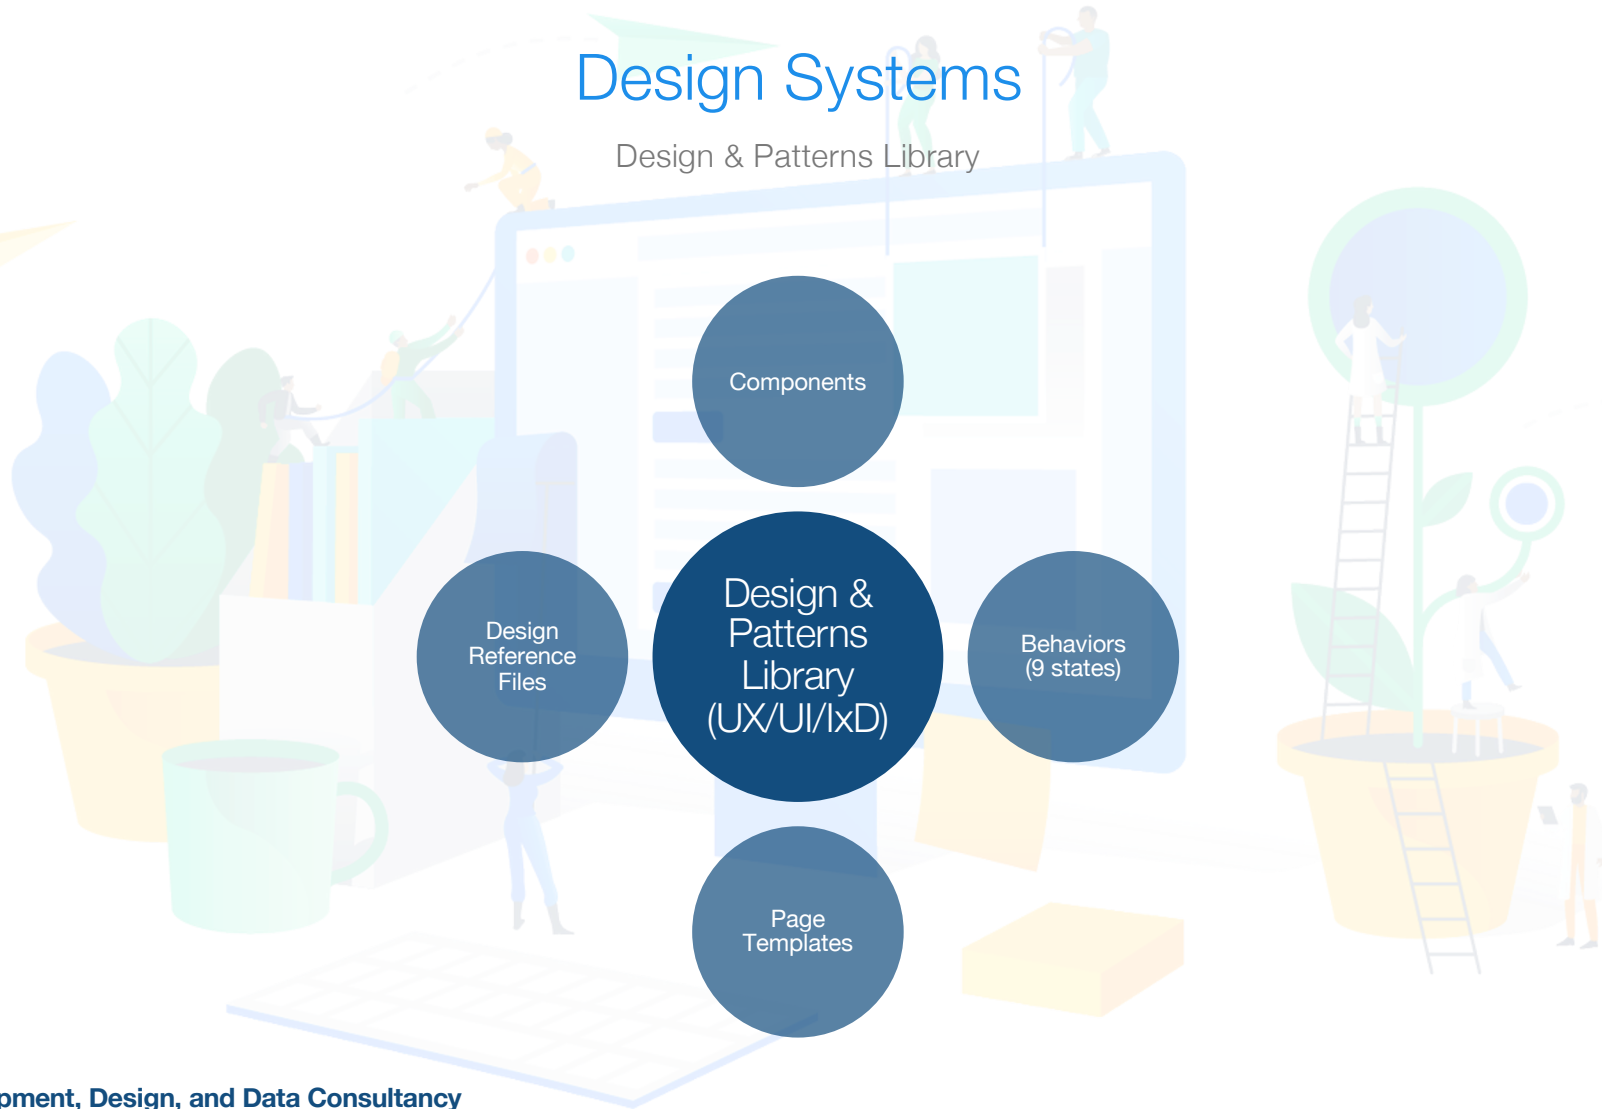 Design Systems
Design & Patterns Library
Components
Design
Reference
Files
Design &
Patterns
Library
(UX/UI/IxD)
Behaviors
(9 states)
Page
Templates
pment, Design, and Data Consultancy